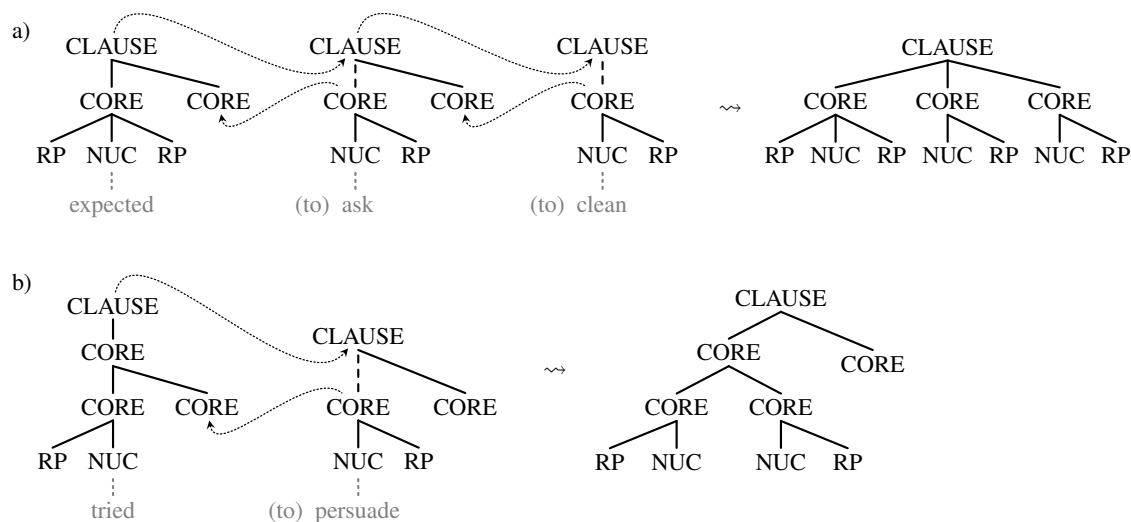 a)
CLAUSE CLAUSE CLAUSE CLAUSE
CORE CORE CORE CORE CORE ⇝ CORE CORE CORE
RP NUC RP NUC RP NUC RP RP NUC RP NUC RP NUC RP
expected (to) ask (to) clean
b)
CLAUSE CLAUSE
CLAUSE
CORE ⇝ CORE CORE
CORE CORE CORE CORE CORE CORE
RP NUC NUC RP RP NUC NUC RP
tried (to) persuade